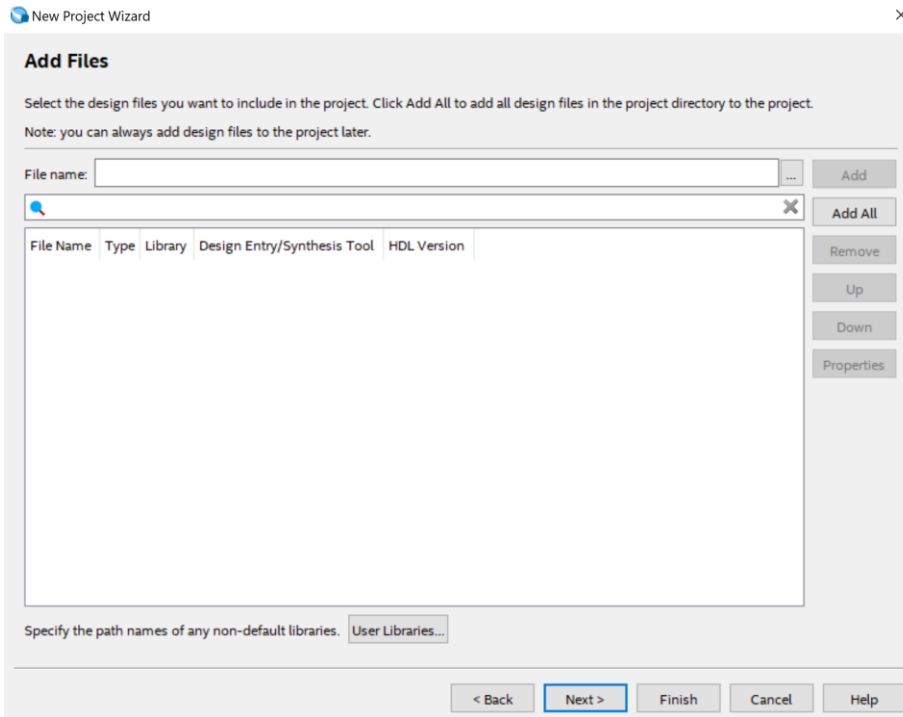 New Project Wizard
Add Files
Select the design files you want to include in the project. Click Add All to add all design files in the project directory to the project.
Note: you can always add design files to the project later.
File name: ... Add
Add All
File Name Type Library Design Entry/Synthesis Tool HDL Version
Remove
Up
Down
Properties
Specify the path names of any non-default libraries. User Libraries...
< Back Next > Finish Cancel Help